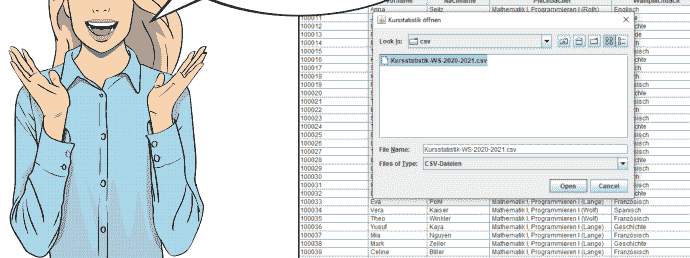 Vorname Nachname Pflichtfächer Wahlpflichtfach
Anna Seitz Mathematik I, Programmieren I (Roth) Englisch
Kursstatistik öffnen
Look in: csv
Kursstatistik-WS-2020-2021.csv
File Name: Kursstatistik-WS-2020-2021.csv
Files of Type: CSV-Dateien
Open Cancel
100011
100012
100013
100014
100015
100016
100017
100018
100019
100020
100021
100022
100023
100024
100025
100026
100027
100028
100029
100030
100031
100032
100033 Eva Pohl Mathematik I, Programmieren I (Lange) Französisch
100034 Vera Kaiser Mathematik I, Programmieren I (Wolf) Spanisch
100035 Theo Winkler Mathematik I, Programmieren I (Wolf) Französisch
100036 Yusuf Kaya Mathematik I, Programmieren I (Lange) Geschichte
100037 Mia Nguyen Mathematik I, Programmieren I (Lange) Französisch
100038 Mark Zeller Mathematik I, Programmieren I (Lange) Geschichte
100039 Celine Bitter Mathematik I, Programmieren I (Lange) Französisch